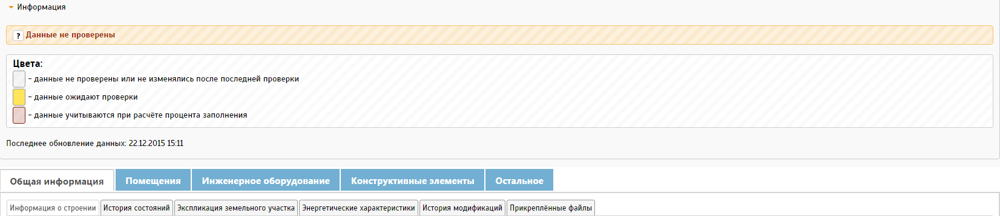 Информация
? Данные не проверены
Цвета:
- данные не проверены или не изменялись после последней проверки
- данные ожидают проверки
- данные учитываются при расчёте процента заполнения
Последнее обновление данных: 22.12.2015 15:11
Общая информация Помещения Инженерное оборудование Конструктивные элементы Остальное
Информация о строении История состояний Экспликация земельного участка Энергетические характеристики История модификаций Прикреплённые файлы